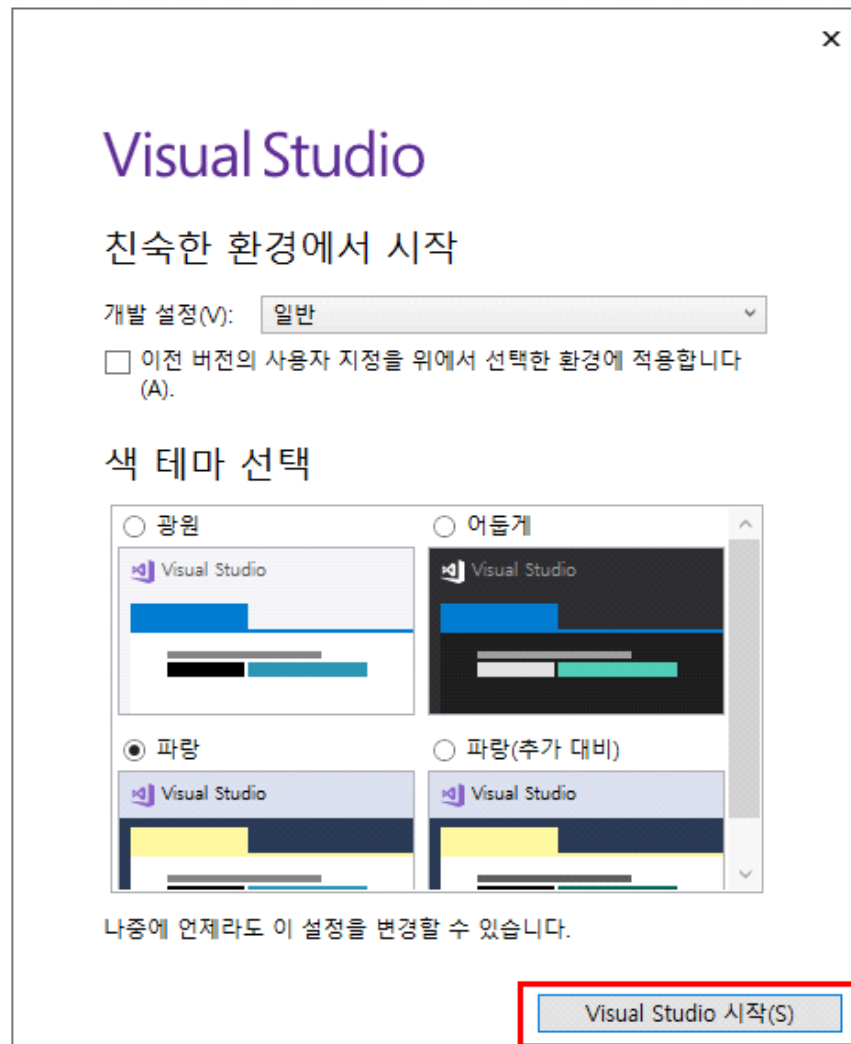 Visual Studio
친숙한 환경에서 시작
개발 설정(V): 일반
이전 버전의 사용자 지정을 위에서 선택한 환경에 적용합니다
(A).
색 테마 선택
광원 어둡게
Visual Studio Visual Studio
파랑 파랑(추가 대비)
Visual Studio Visual Studio
나중에 언제라도 이 설정을 변경할 수 있습니다.
Visual Studio 시작(S)